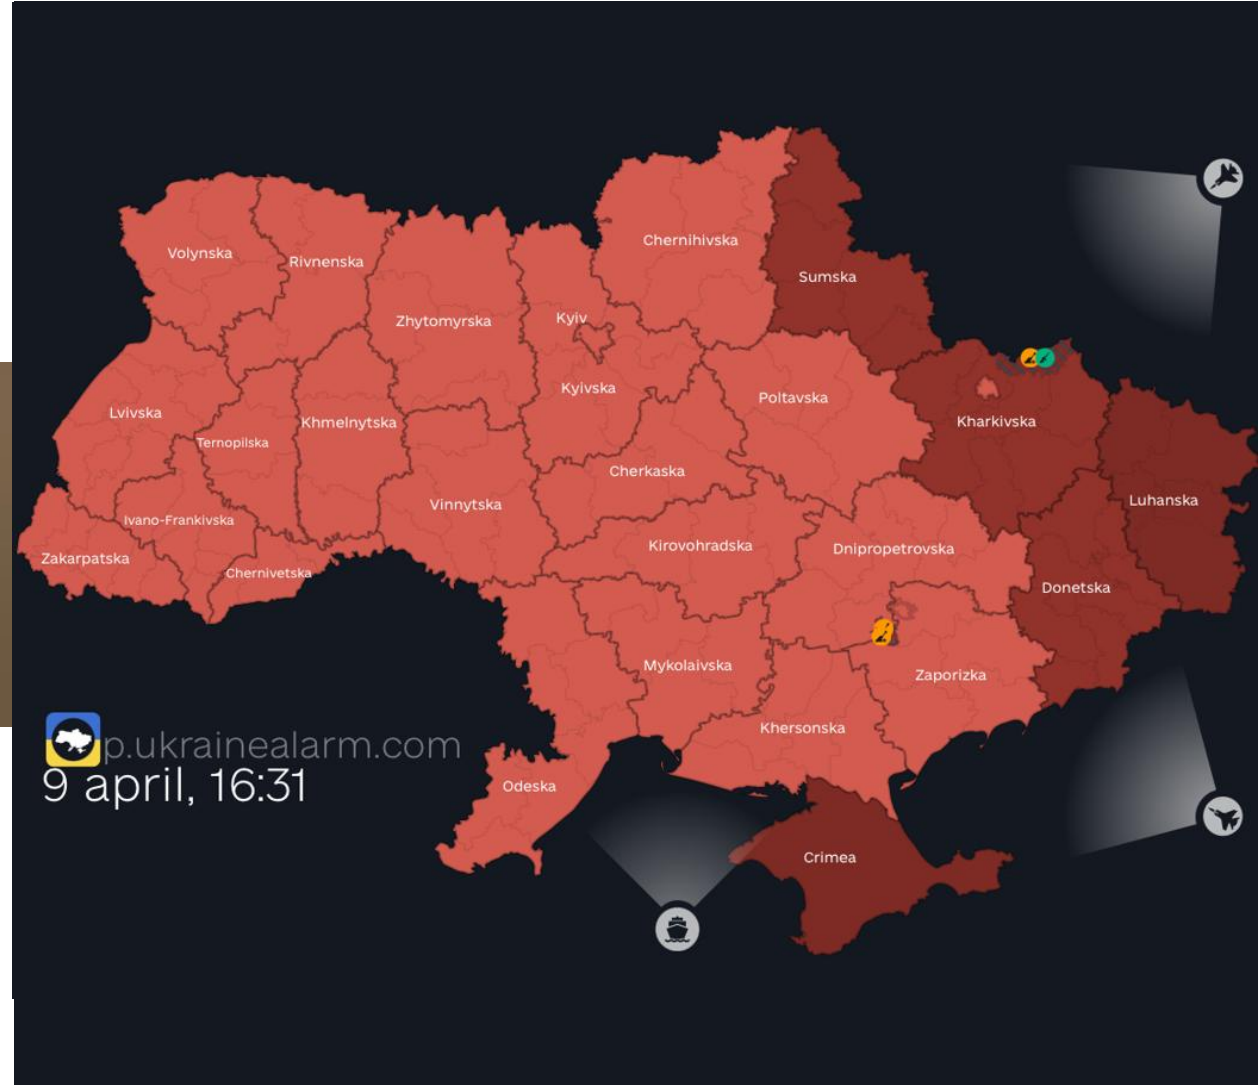 Chernihivska
Volynska
Rivnenska
Sumska
Zhytomyrska
Kyiv
Kyivska
Poltavska
Lvivska
Khmelnytska
Kharkivska
Ternopilska
Cherkaska
Luhanska
Vinnytska
Ivano-Frankivska
Kirovohradska
Dnipropetrovska
Zakarpatska
Chernivetska
Donetska
Mykolaivska
Zaporizka
Khersonska
p.ukrainealarm.com
9 april, 16:31
Odeska
Crimea